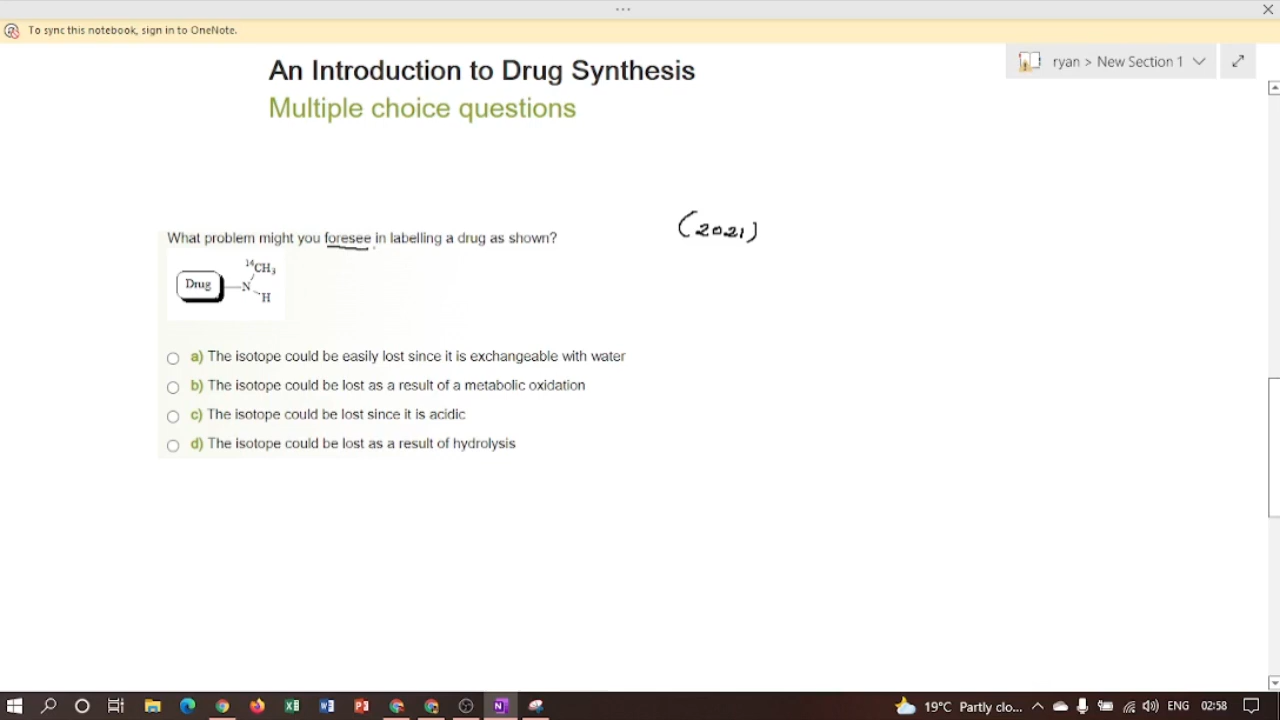 ...
To sync this notebook, sign in to OneNote.
An Introduction to Drug Synthesis
ryan > New Section 1
Multiple choice questions
(2021)
What problem might you foresee in labelling a drug as shown?
¹⁴CH₃
Drug
N
H
a) The isotope could be easily lost since it is exchangeable with water
b) The isotope could be lost as a result of a metabolic oxidation
c) The isotope could be lost since it is acidic
d) The isotope could be lost as a result of hydrolysis
19°C Partly clo... ENG 02:58